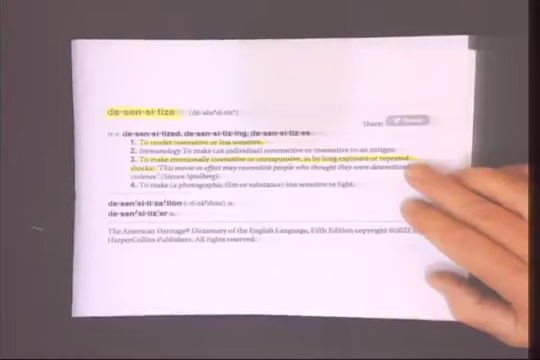 de·sen·si·tize (dē-sĕn′sĭ-tīz′)
Share: Tweet
tr.v. de·sen·si·tized, de·sen·si·tiz·ing, de·sen·si·tiz·es
1. To render insensitive or less sensitive.
2. Immunology To make (an individual) nonreactive or insensitive to an antigen.
3. To make emotionally insensitive or unresponsive, as by long exposure or repeated
shocks: "This movie in effect may resensitize people who thought they were desensitized
violence" (Steven Spielberg).
4. To make (a photographic film or substance) less sensitive to light.
de·sen′si·ti·za′tion (-tĭ-zā′shən) n.
de·sen′si·tiz′er n.
The American Heritage® Dictionary of the English Language, Fifth Edition copyright ©2022
HarperCollins Publishers. All rights reserved.